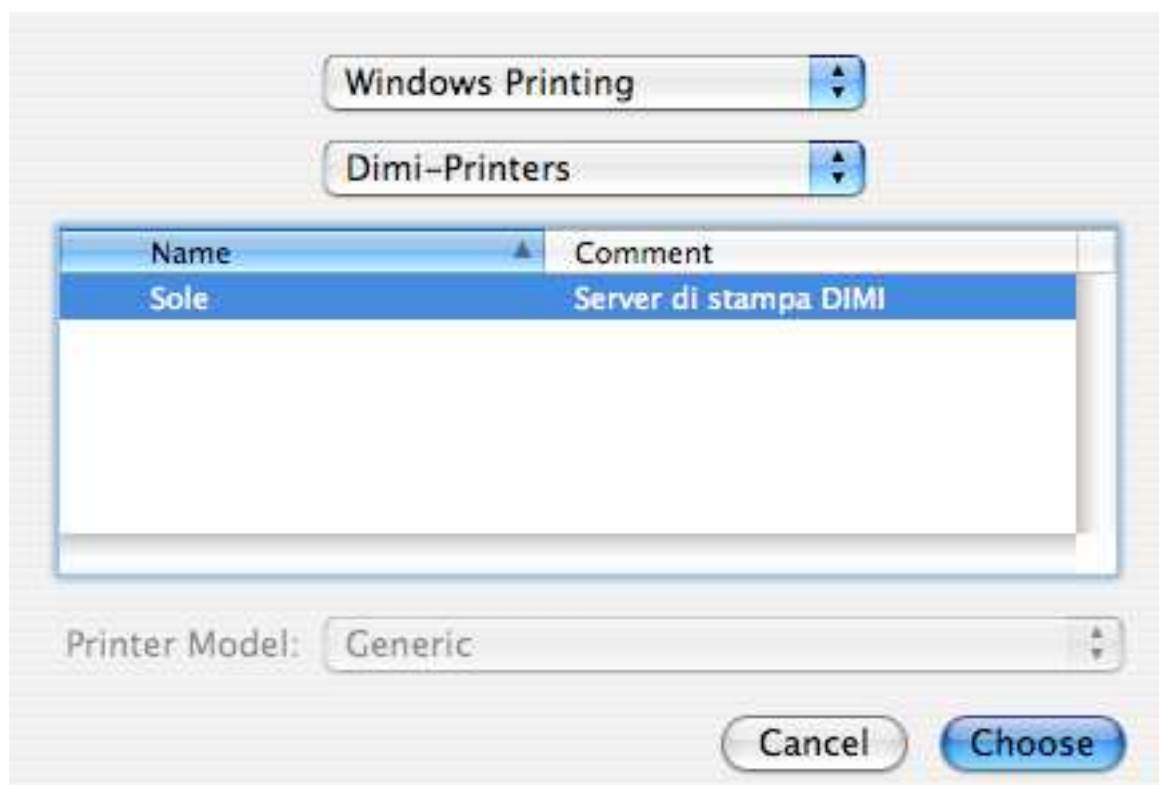 Windows Printing
Dimi-Printers
Name Comment
Sole Server di stampa DIMI
Printer Model: Generic
Cancel Choose